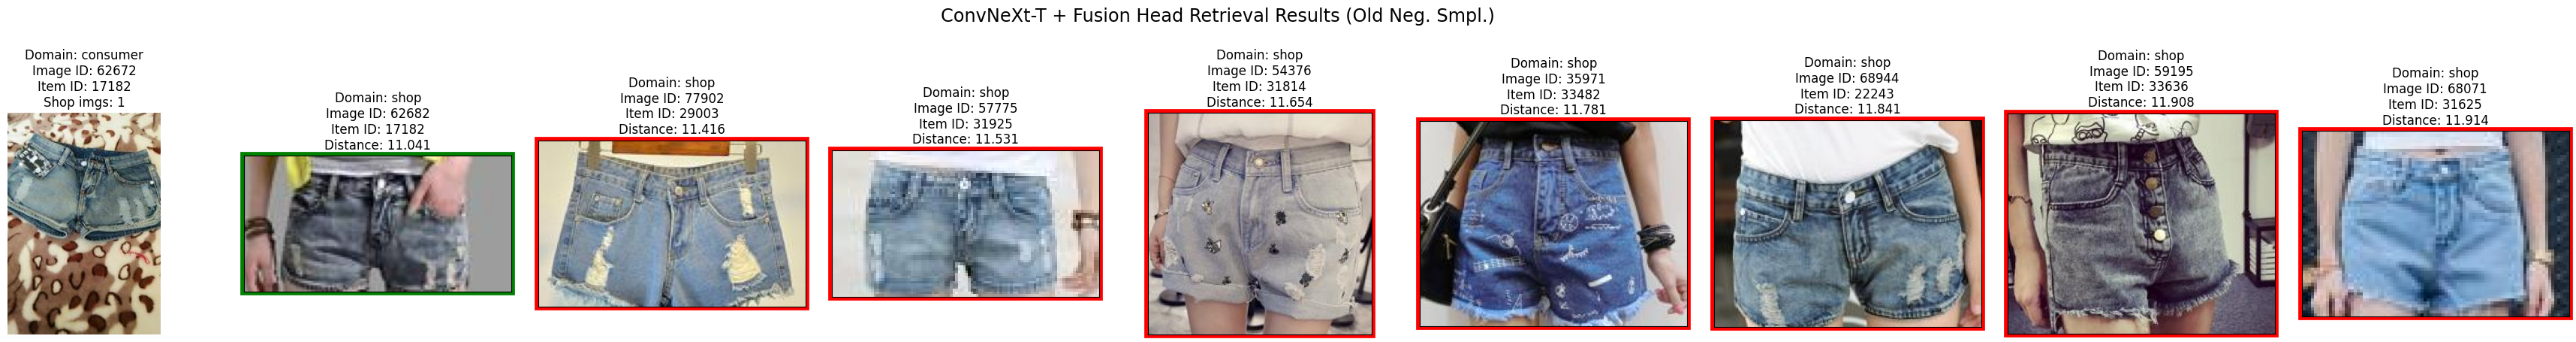 ConvNeXt-T + Fusion Head Retrieval Results (Old Neg. Smpl.)
Domain: consumer
Image ID: 62672
Item ID: 17182
Shop imgs: 1
Domain: shop
Image ID: 62682
Item ID: 17182
Distance: 11.041
Domain: shop
Image ID: 77902
Item ID: 29003
Distance: 11.416
Domain: shop
Image ID: 57775
Item ID: 31925
Distance: 11.531
Domain: shop
Image ID: 54376
Item ID: 31814
Distance: 11.654
Domain: shop
Image ID: 35971
Item ID: 33482
Distance: 11.781
Domain: shop
Image ID: 68944
Item ID: 22243
Distance: 11.841
Domain: shop
Image ID: 59195
Item ID: 33636
Distance: 11.908
Domain: shop
Image ID: 68071
Item ID: 31625
Distance: 11.914